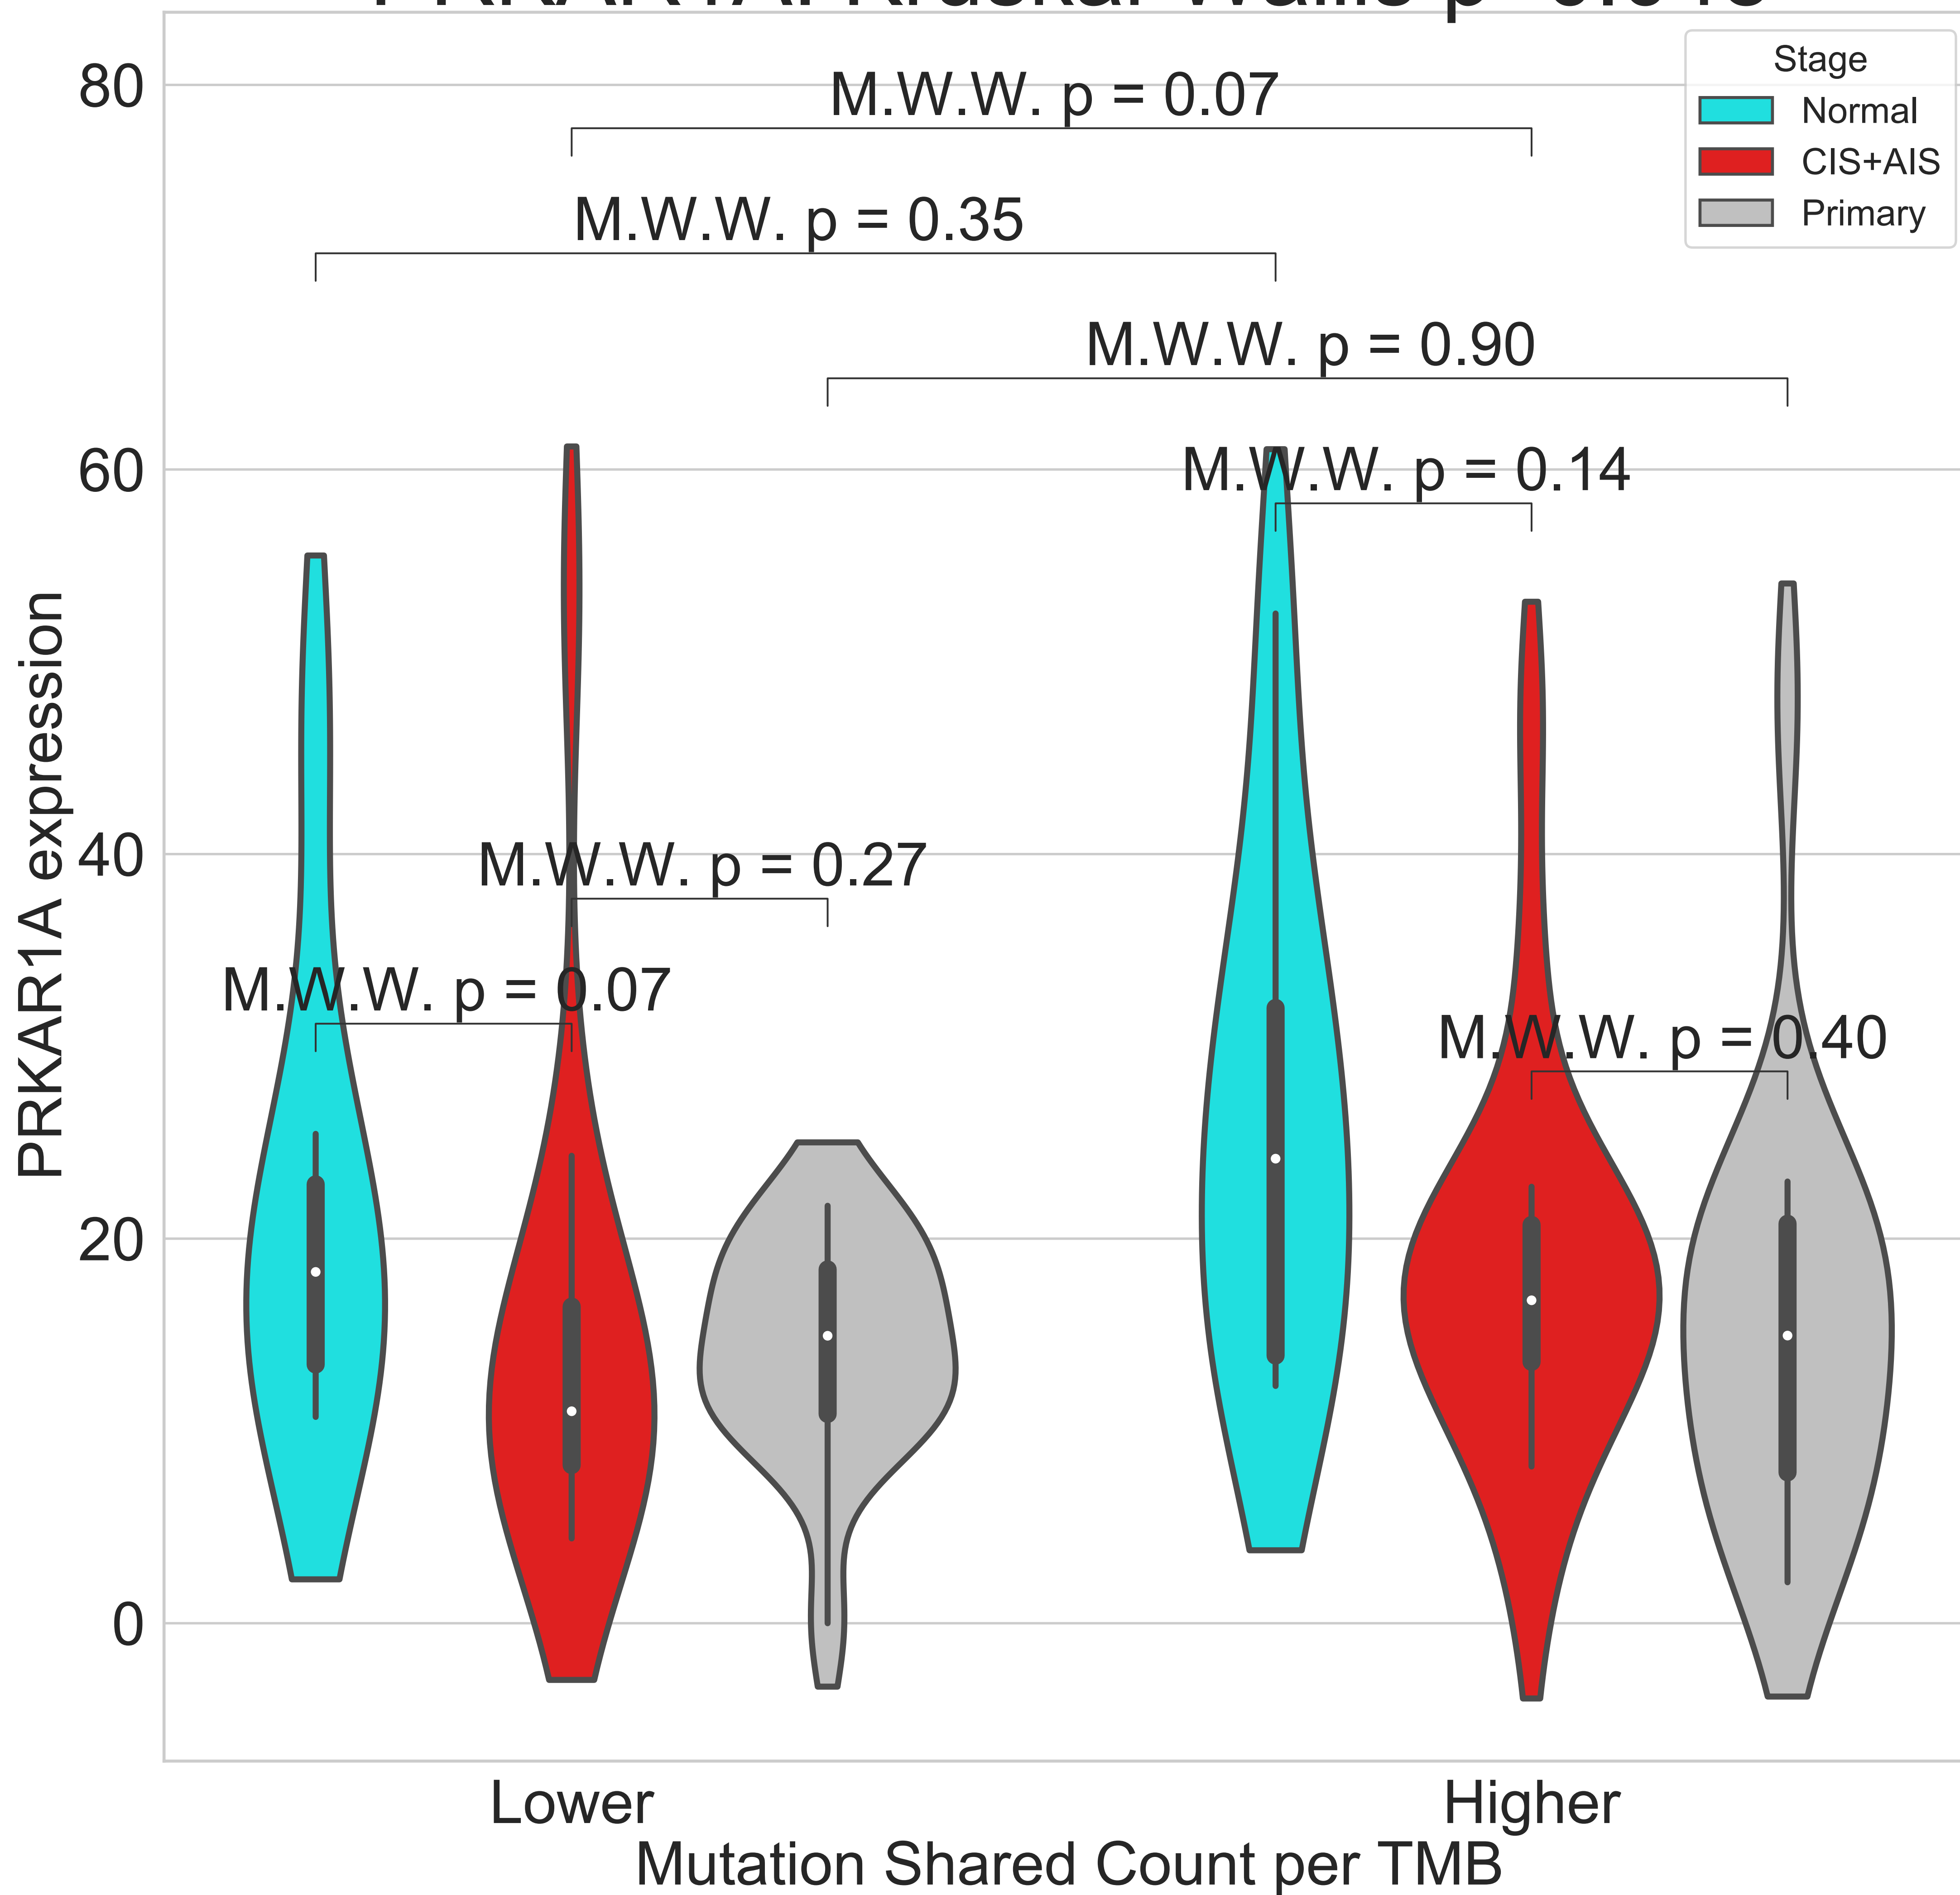 Stage
Normal
CIS+AIS
Primary
M.W.W. p = 0.07
M.W.W. p = 0.35
M.W.W. p = 0.90
M.W.W. p = 0.14
M.W.W. p = 0.27
M.W.W. p = 0.07
M.W.W. p = 0.40
80
60
40
20
0
PRKAR1A expression
Lower
Higher
Mutation Shared Count per TMB